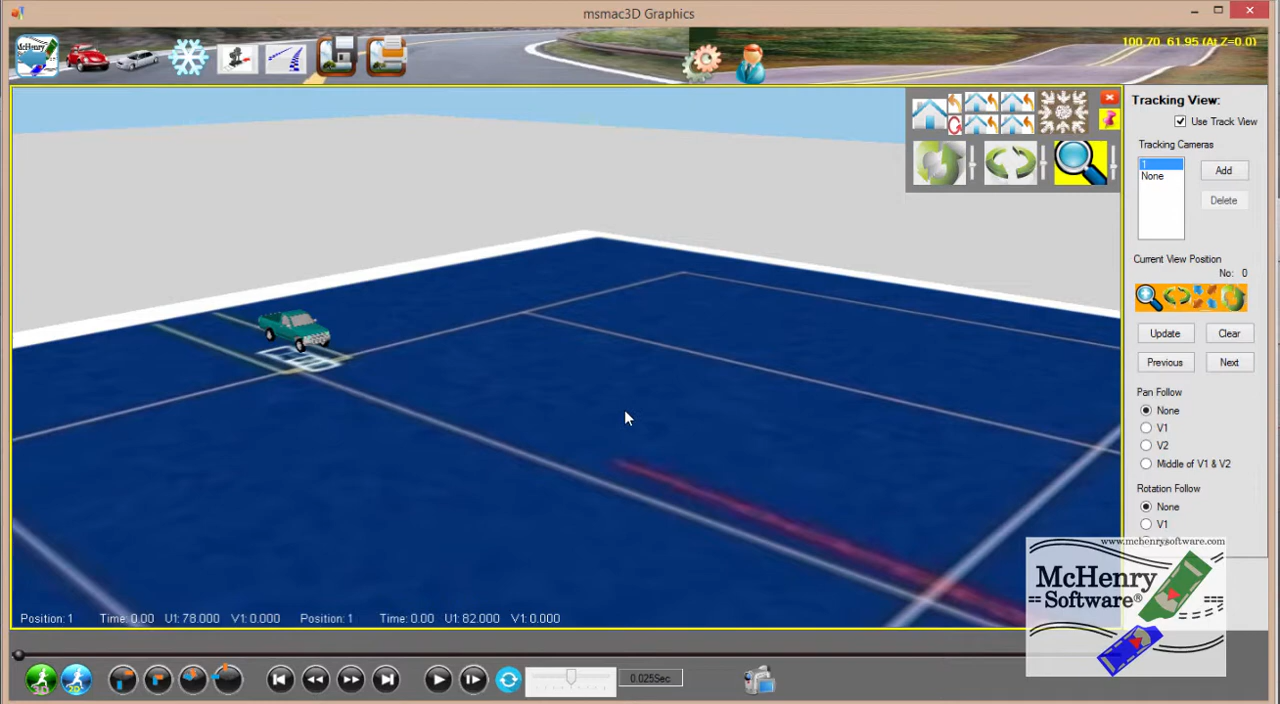 msmac3D Graphics
100.70, 61.95 (At Z=0.0)
Tracking View:
Use Track View
Tracking Cameras
1
None
Add
Delete
Current View Position
No: 0
Update
Clear
Previous
Next
Pan Follow
None
V1
V2
Middle of V1 & V2
Rotation Follow
None
V1
www.mchenrysoftware.com
McHenry
Software®
Position: 1 Time: 0.00 U1: 78.000 V1: 0.000 Position: 1 Time: 0.00 U1: 82.000 V1: 0.000
3D
2D
0.025Sec